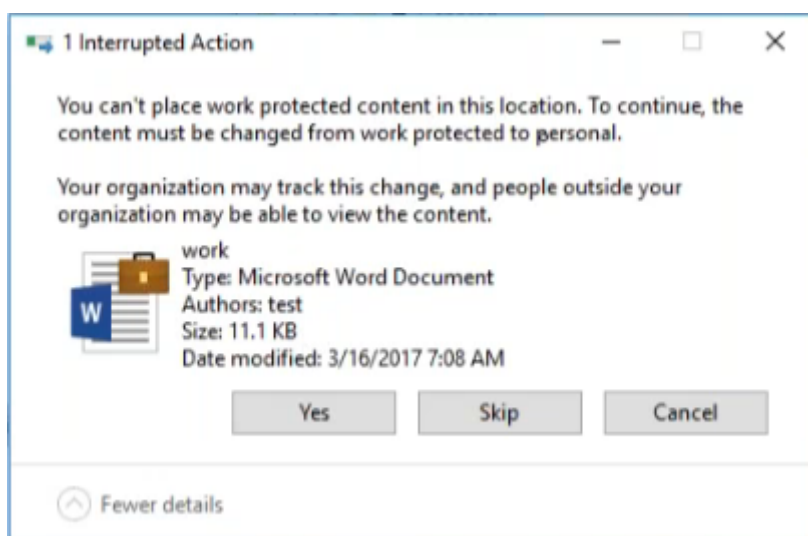 1 Interrupted Action
You can't place work protected content in this location. To continue, the
content must be changed from work protected to personal.
Your organization may track this change, and people outside your
organization may be able to view the content.
work
Type: Microsoft Word Document
W
Authors: test
Size: 11.1 KB
Date modified: 3/16/2017 7:08 AM
Yes
Skip
Cancel
Fewer details